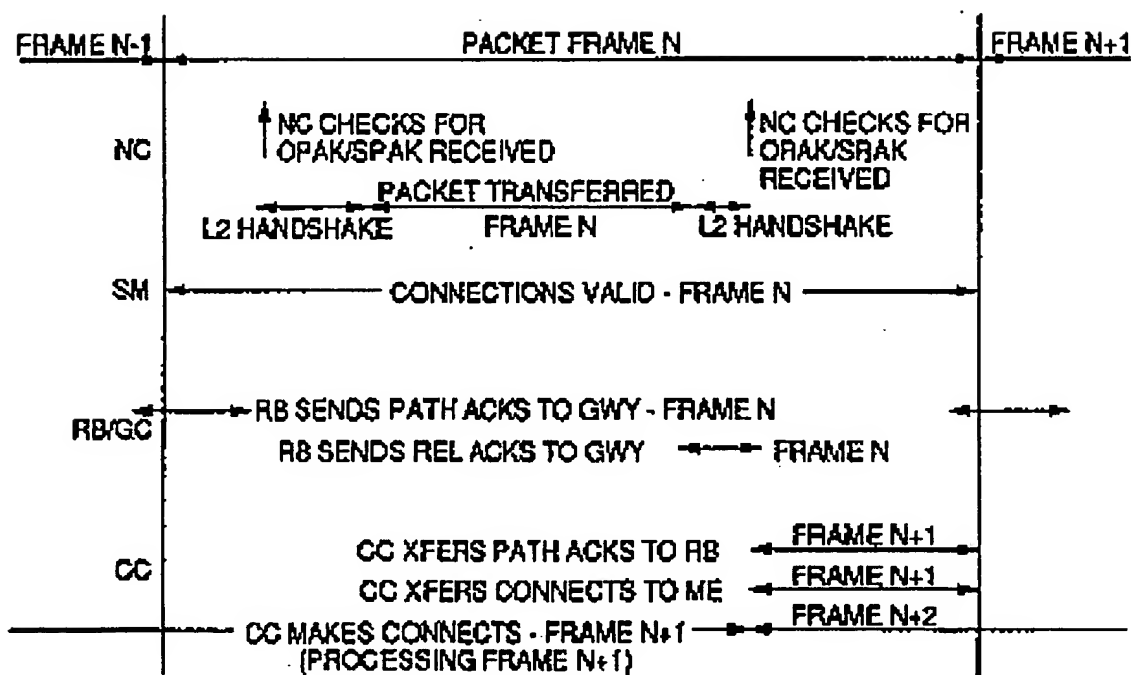 FRAME N-1 PACKET FRAME N FRAME N+1
NC
NC CHECKS FOR
OPAK/SPAK RECEIVED
NC CHECKS FOR
ORAK/SRAK
RECEIVED
PACKET TRANSFERRED
L2 HANDSHAKE FRAME N L2 HANDSHAKE
SM CONNECTIONS VALID - FRAME N
RB/GC
RB SENDS PATH ACKS TO GWY - FRAME N
RB SENDS REL ACKS TO GWY FRAME N
CC
CC XFERS PATH ACKS TO RB FRAME N+1
CC XFERS CONNECTS TO ME FRAME N+1
CC MAKES CONNECTS - FRAME N+1 FRAME N+2
(PROCESSING FRAME N+1)